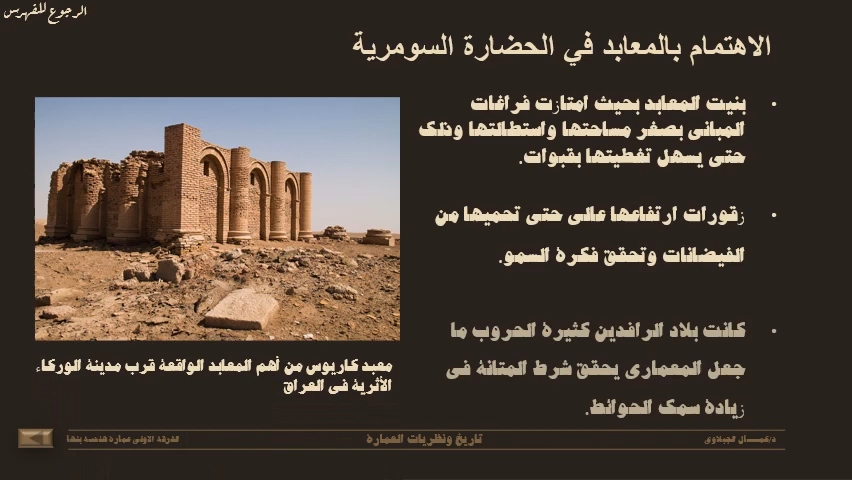 الرجوع للفهرس
الاهتمام بالمعابد في الحضارة السومرية
بنيت المعابد بحيث امتازت فراغات
المبانى بصغر مساحتها واستطالتها وذلك
حتى يسهل تغطيتها بقبوات.
زقورات ارتفاعها عالى حتى تحميها من
الفيضانات وتحقق فكرة السمو.
كانت بلاد الرافدين كثيرة الحروب ما
جعل المعمارى يحقق شرط المتانة فى
زيادة سمك الحوائط.
معبد كاريوس من أهم المعابد الواقعة قرب مدينة الوركاء
الأثرية فى العراق
د/كمــال الجبلاوى
تاريخ ونظريات العمارة
الفرقة الاولى عمارة هندسة بنها